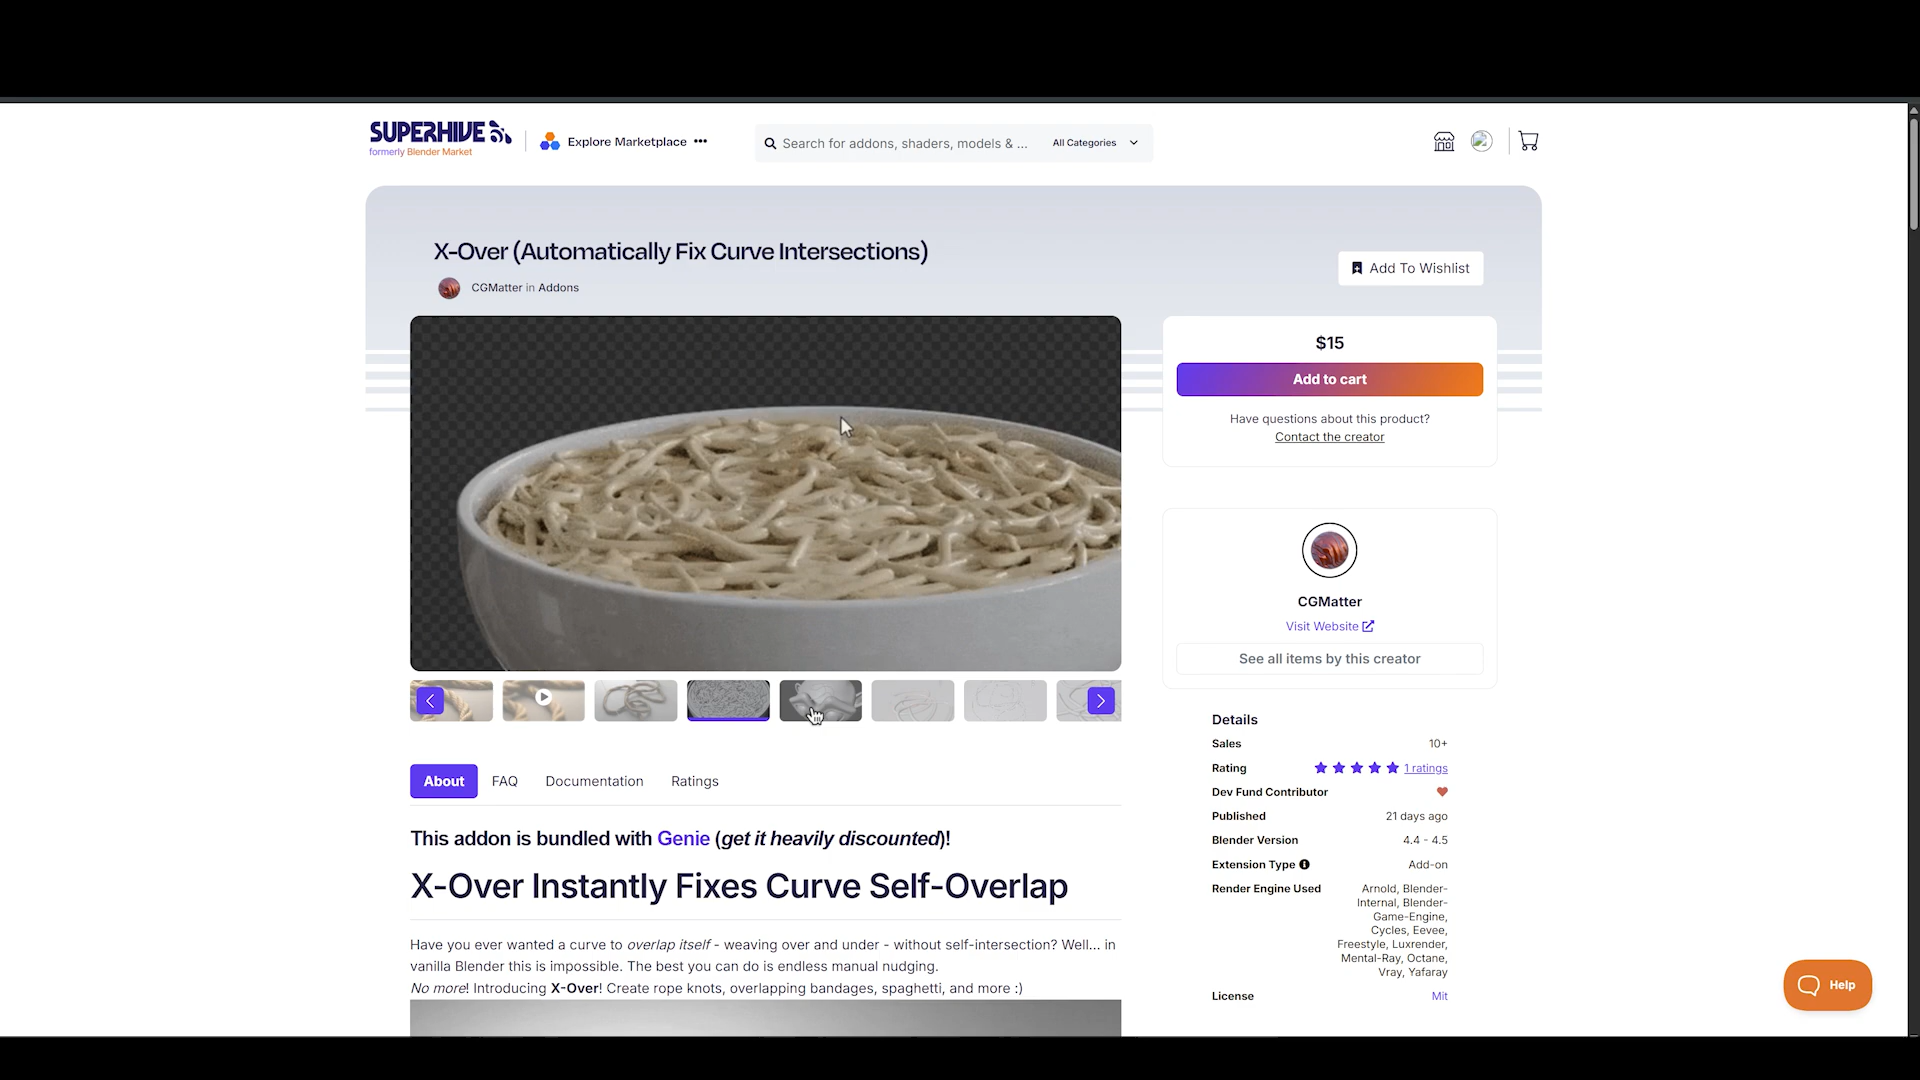 SUPERHIVE
formerly Blender Market
Explore Marketplace •••
Search for addons, shaders, models & ...
All Categories
X-Over (Automatically Fix Curve Intersections)
CGMatter in Addons
Add To Wishlist
$15
Add to cart
Have questions about this product?
Contact the creator
CGMatter
Visit Website
See all items by this creator
About
FAQ
Documentation
Ratings
This addon is bundled with Genie (get it heavily discounted)!
X-Over Instantly Fixes Curve Self-Overlap
Have you ever wanted a curve to overlap itself - weaving over and under - without self-intersection? Well... in
vanilla Blender this is impossible. The best you can do is endless manual nudging.
No more! Introducing X-Over! Create rope knots, overlapping bandages, spaghetti, and more :)
Details
Sales 10+
Rating 1 ratings
Dev Fund Contributor
Published 21 days ago
Blender Version 4.4 - 4.5
Extension Type Add-on
Render Engine Used Arnold, Blender-
Internal, Blender-
Game-Engine,
Cycles, Eevee,
Freestyle, Luxrender,
Mental-Ray, Octane,
Vray, Yafaray
License Mit
Help